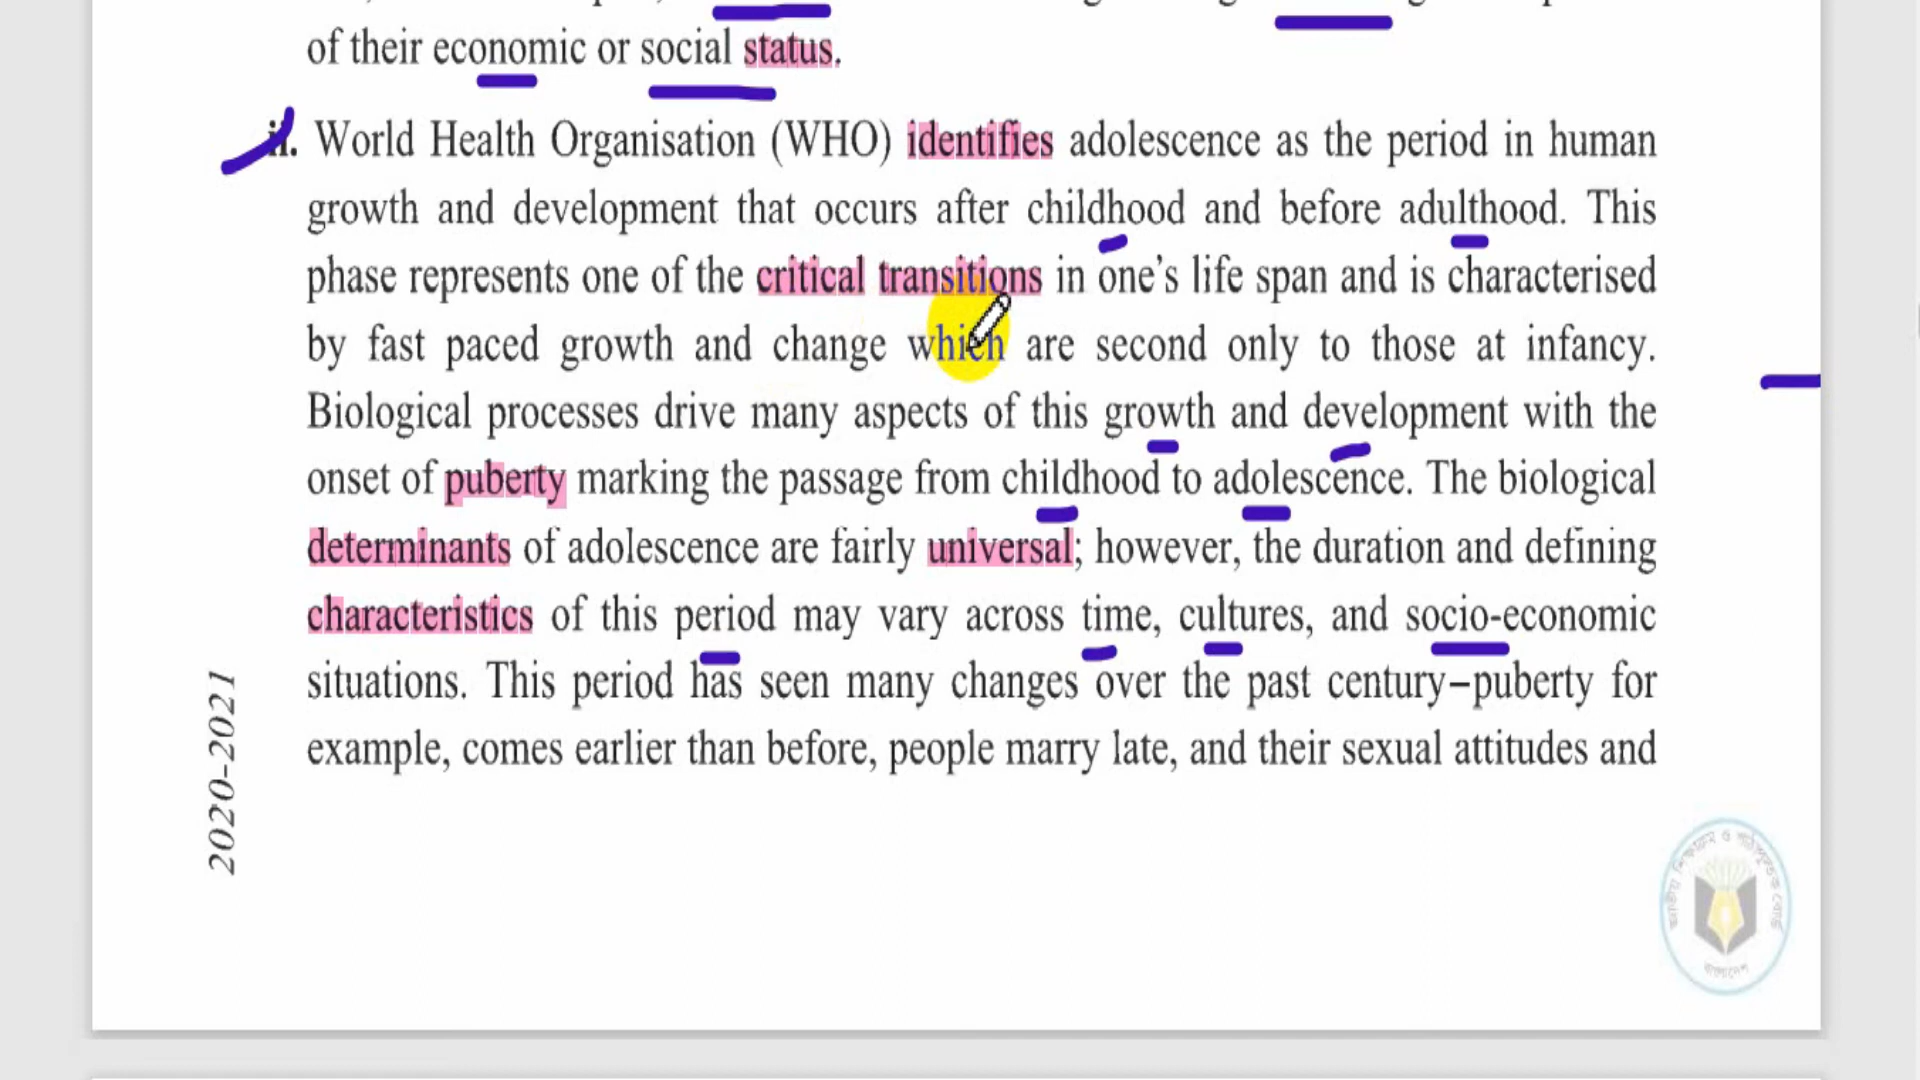 of their economic or social status.
ii. World Health Organisation (WHO) identifies adolescence as the period in human
growth and development that occurs after childhood and before adulthood. This
phase represents one of the critical transitions in one’s life span and is characterised
by fast paced growth and change which are second only to those at infancy.
Biological processes drive many aspects of this growth and development with the
onset of puberty marking the passage from childhood to adolescence. The biological
determinants of adolescence are fairly universal; however, the duration and defining
characteristics of this period may vary across time, cultures, and socio-economic
situations. This period has seen many changes over the past century–puberty for
example, comes earlier than before, people marry late, and their sexual attitudes and
2020-2021